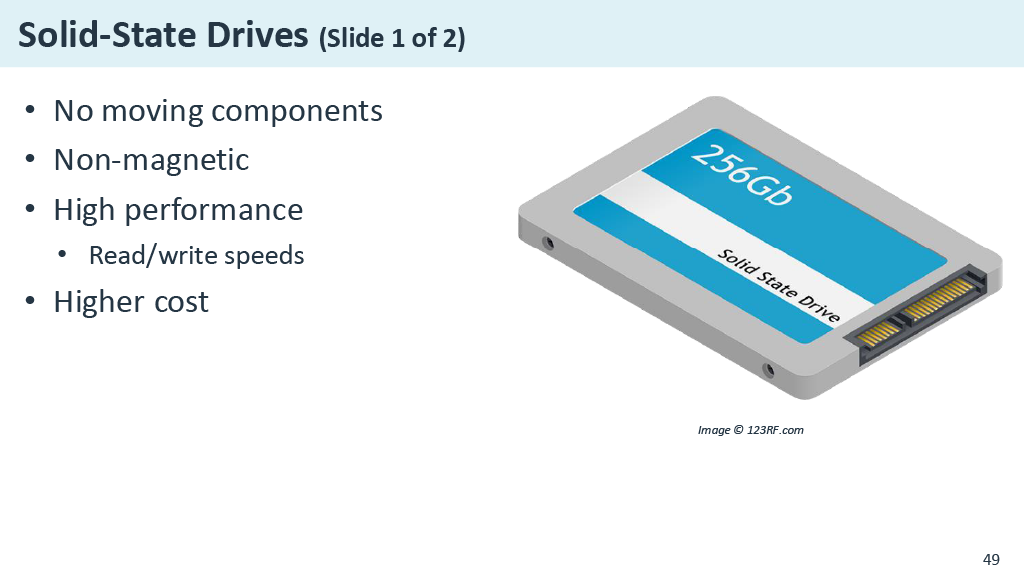 Solid-State Drives (Slide 1 of 2)
• No moving components
• Non-magnetic
• High performance
• Read/write speeds
• Higher cost
256Gb
Solid State Drive
Image © 123RF.com
49